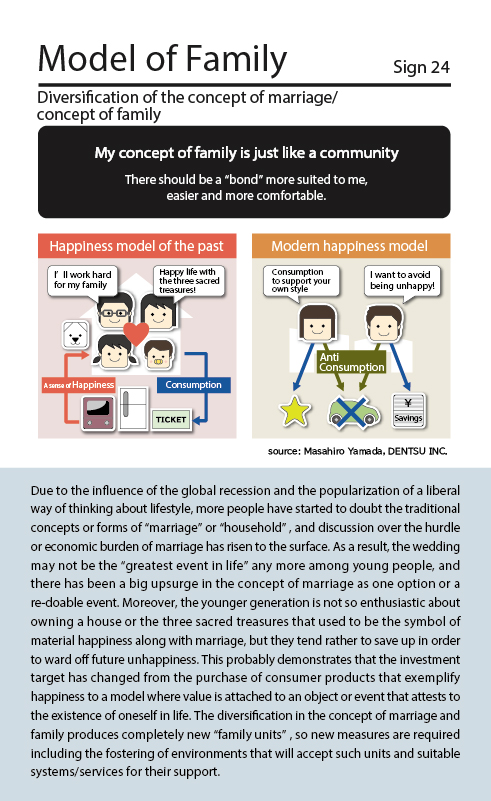 Model of Family
Sign 24
Diversification of the concept of marriage/
concept of family
My concept of family is just like a community
There should be a “bond” more suited to me,
easier and more comfortable.
Happiness model of the past
I’ll work hard
for my family
Happy life with
the three sacred
treasures!
A sense of Happiness
Consumption
TICKET
Modern happiness model
Consumption
to support your
own style
I want to avoid
being unhappy!
Anti
Consumption
¥
Savings
source: Masahiro Yamada, DENTSU INC.
Due to the influence of the global recession and the popularization of a liberal
way of thinking about lifestyle, more people have started to doubt the traditional
concepts or forms of “marriage” or “household” , and discussion over the hurdle
or economic burden of marriage has risen to the surface. As a result, the wedding
may not be the “greatest event in life” any more among young people, and
there has been a big upsurge in the concept of marriage as one option or a
re-doable event. Moreover, the younger generation is not so enthusiastic about
owning a house or the three sacred treasures that used to be the symbol of
material happiness along with marriage, but they tend rather to save up in order
to ward off future unhappiness. This probably demonstrates that the investment
target has changed from the purchase of consumer products that exemplify
happiness to a model where value is attached to an object or event that attests to
the existence of oneself in life. The diversification in the concept of marriage and
family produces completely new “family units” , so new measures are required
including the fostering of environments that will accept such units and suitable
systems/services for their support.